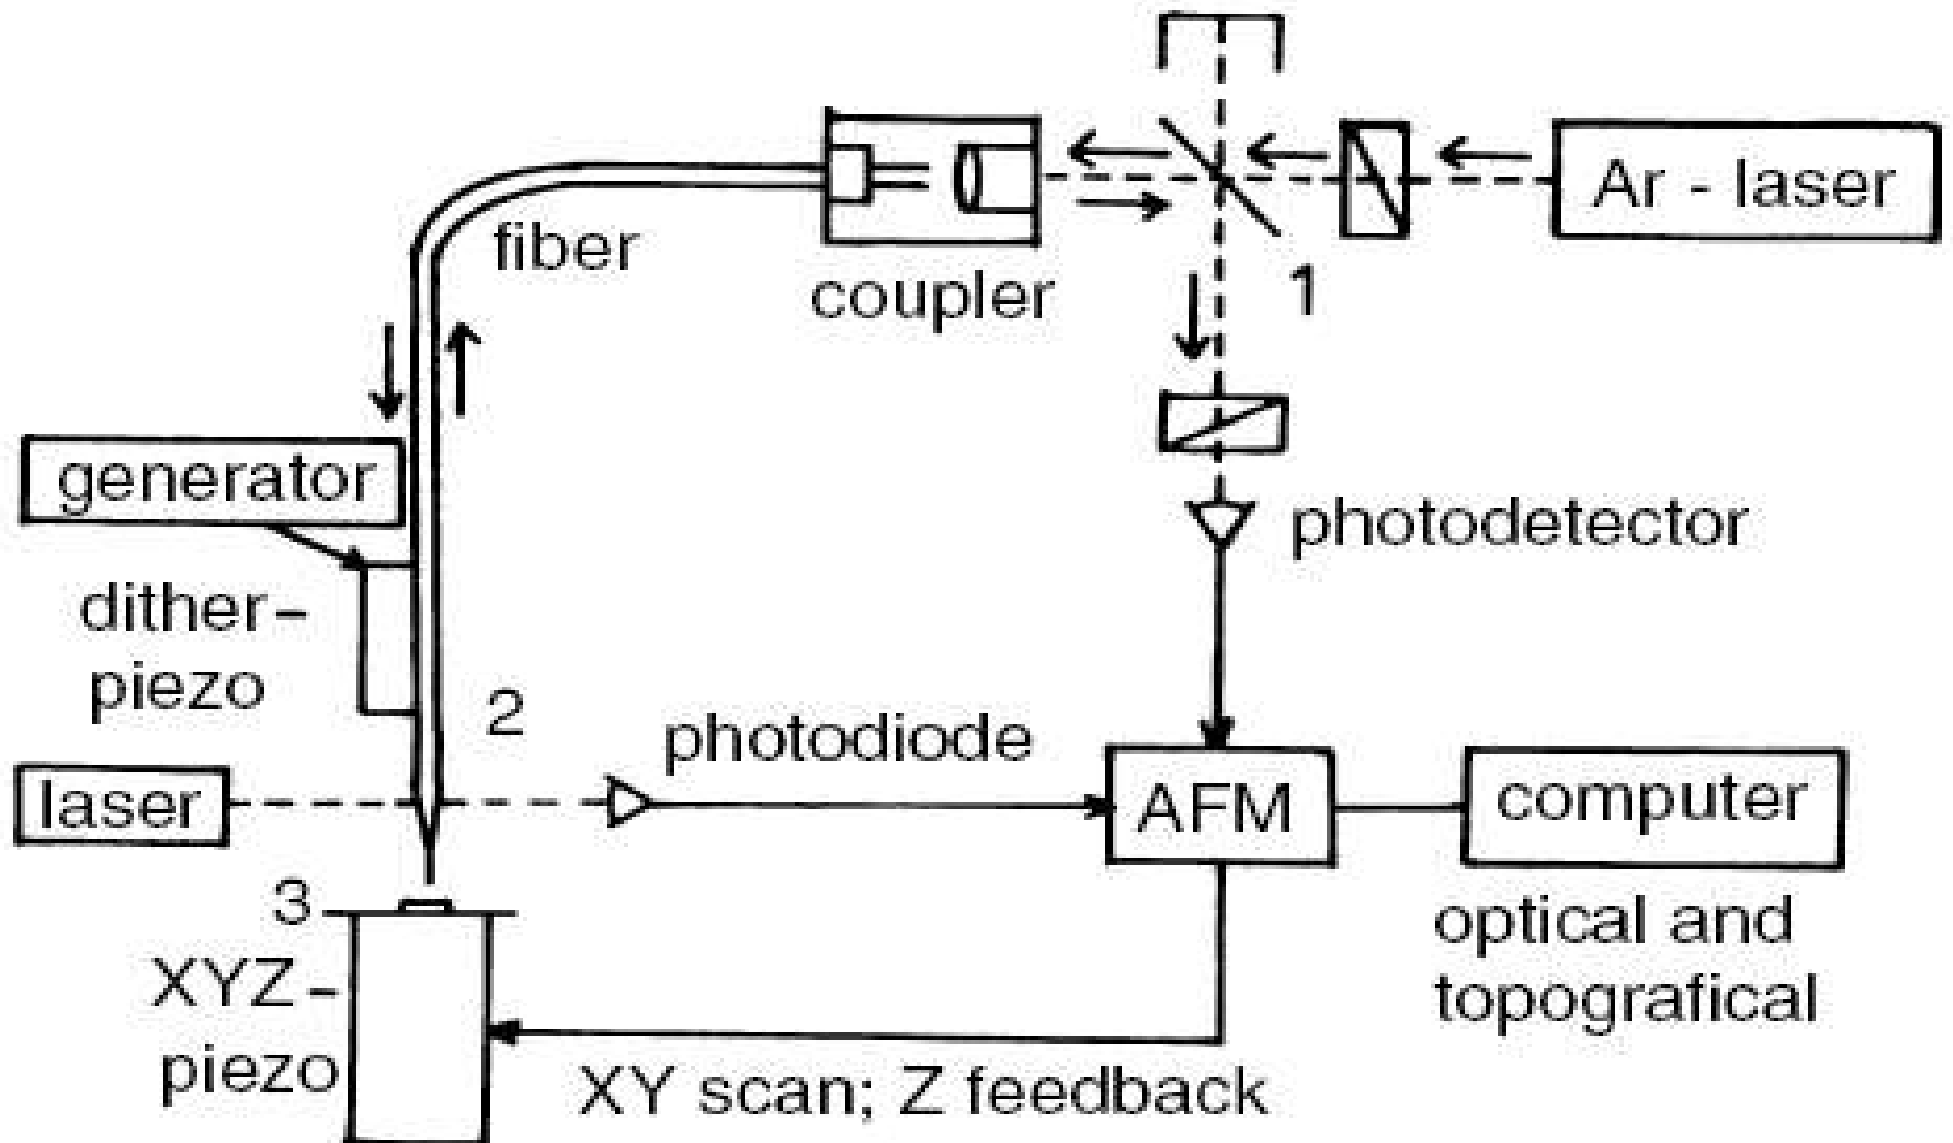 Ar - laser
fiber
coupler
1
generator
photodetector
dither-
piezo
2
photodiode
laser
AFM
computer
3
optical and
topografical
XYZ-
piezo
XY scan; Z feedback